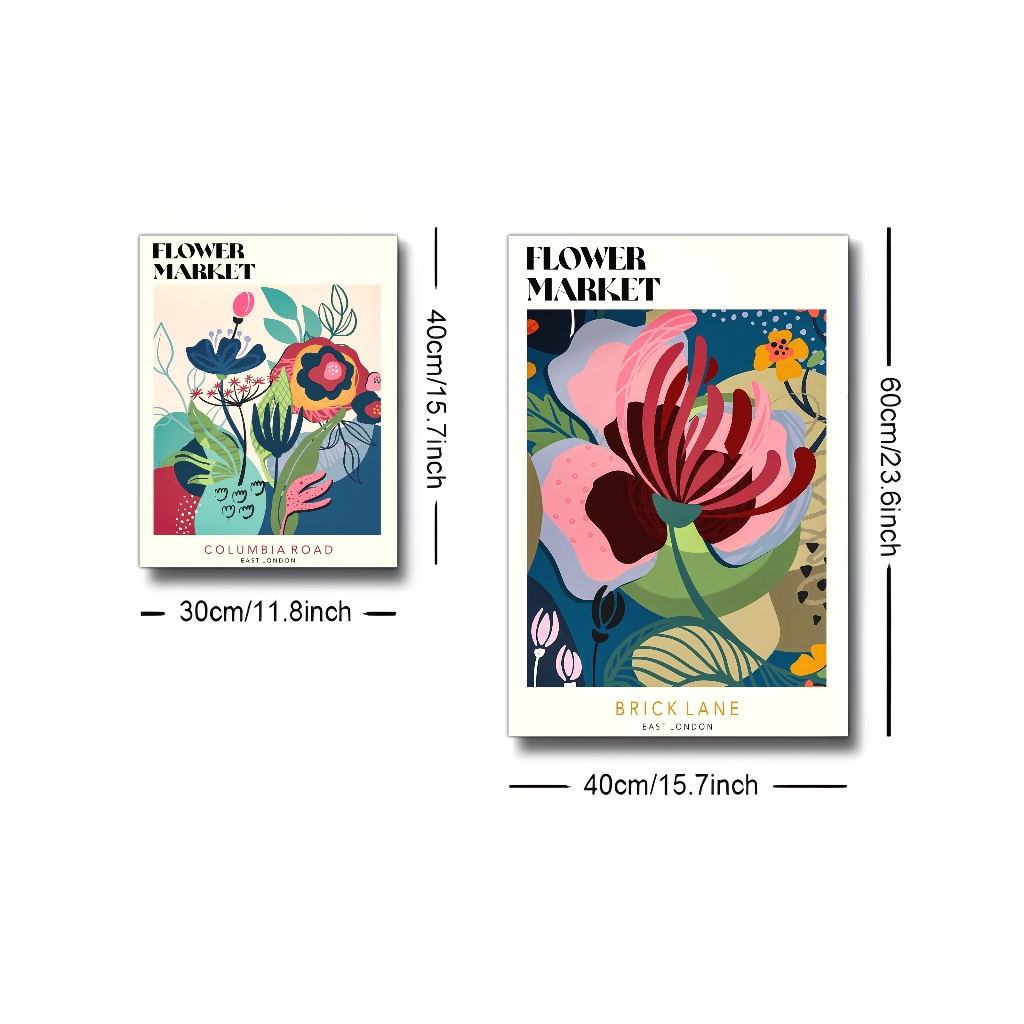 FLOWER
MARKET
COLUMBIA ROAD
EAST LONDON
40cm/15.7inch
30cm/11.8inch
FLOWER
MARKET
BRICK LANE
EAST LONDON
60cm/23.6inch
40cm/15.7inch